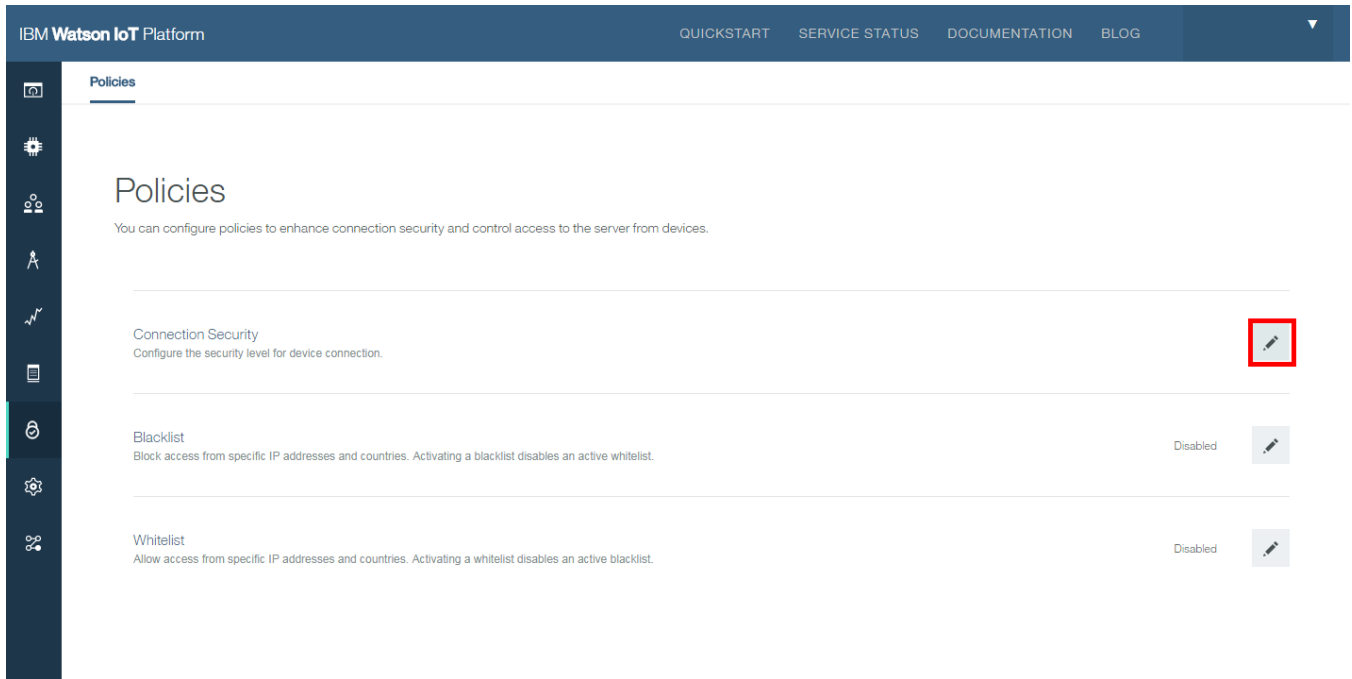 IBM Watson IoT Platform
QUICKSTART SERVICE STATUS DOCUMENTATION BLOG
Policies
Policies
You can configure policies to enhance connection security and control access to the server from devices.
Connection Security
Configure the security level for device connection.
Blacklist
Block access from specific IP addresses and countries. Activating a blacklist disables an active whitelist.
Disabled
Whitelist
Allow access from specific IP addresses and countries. Activating a whitelist disables an active blacklist.
Disabled